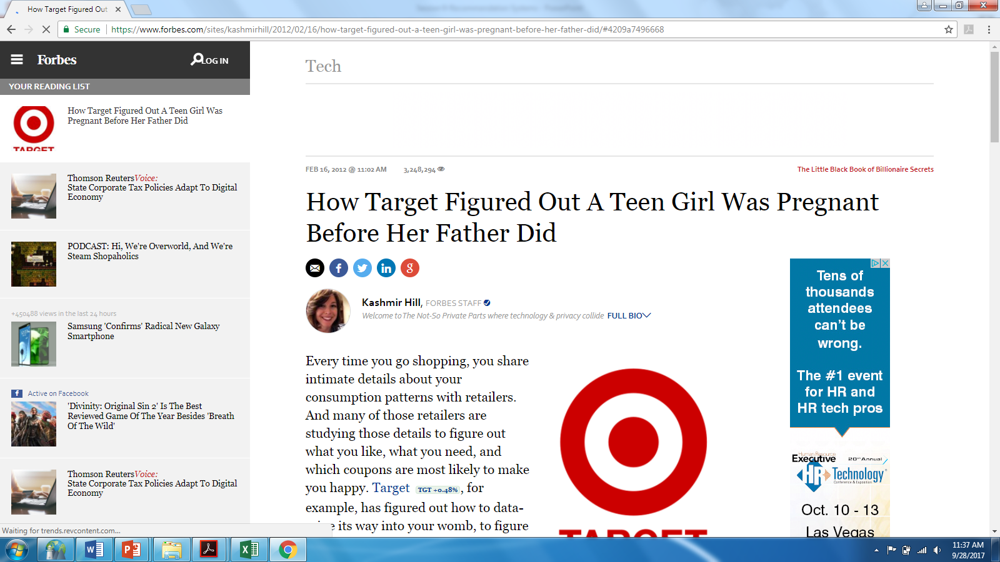 How Target Figured Out
Secure
https://www.forbes.com/sites/kashmirhill/2012/02/16/how-target-figured-out-a-teen-girl-was-pregnant-before-her-father-did/#4209a7496668
Forbes
LOG IN
YOUR READING LIST
How Target Figured Out A Teen Girl Was
Pregnant Before Her Father Did
TARGET
Thomson ReutersVoice:
State Corporate Tax Policies Adapt To Digital
Economy
PODCAST: Hi, We're Overworld, And We're
Steam Shopaholics
+450488 views in the last 24 hours
Samsung 'Confirms' Radical New Galaxy
Smartphone
f Active on Facebook
'Divinity: Original Sin 2' Is The Best
Reviewed Game Of The Year Besides 'Breath
Of The Wild'
Thomson ReutersVoice:
State Corporate Tax Policies Adapt To Digital
Economy
Waiting for trends.revcontent.com...
Tech
FEB 16, 2012 @ 11:02 AM 3,248,294
The Little Black Book of Billionaire Secrets
How Target Figured Out A Teen Girl Was Pregnant
Before Her Father Did
f in g
Kashmir Hill, FORBES STAFF
Welcome to The Not-So Private Parts where technology & privacy collide FULL BIO
Every time you go shopping, you share
intimate details about your
consumption patterns with retailers.
And many of those retailers are
studying those details to figure out
what you like, what you need, and
which coupons are most likely to make
you happy. Target TGT +0.48%, for
example, has figured out how to data-
its way into your womb, to figure
TARGET
Tens of
thousands
attendees
can't be
wrong.
The #1 event
for HR and
HR tech pros
Human Resource
Executive 20th Annual
HR Technology
Conference & Exposition
Oct. 10 - 13
Las Vegas
W P X
11:37 AM
9/28/2017